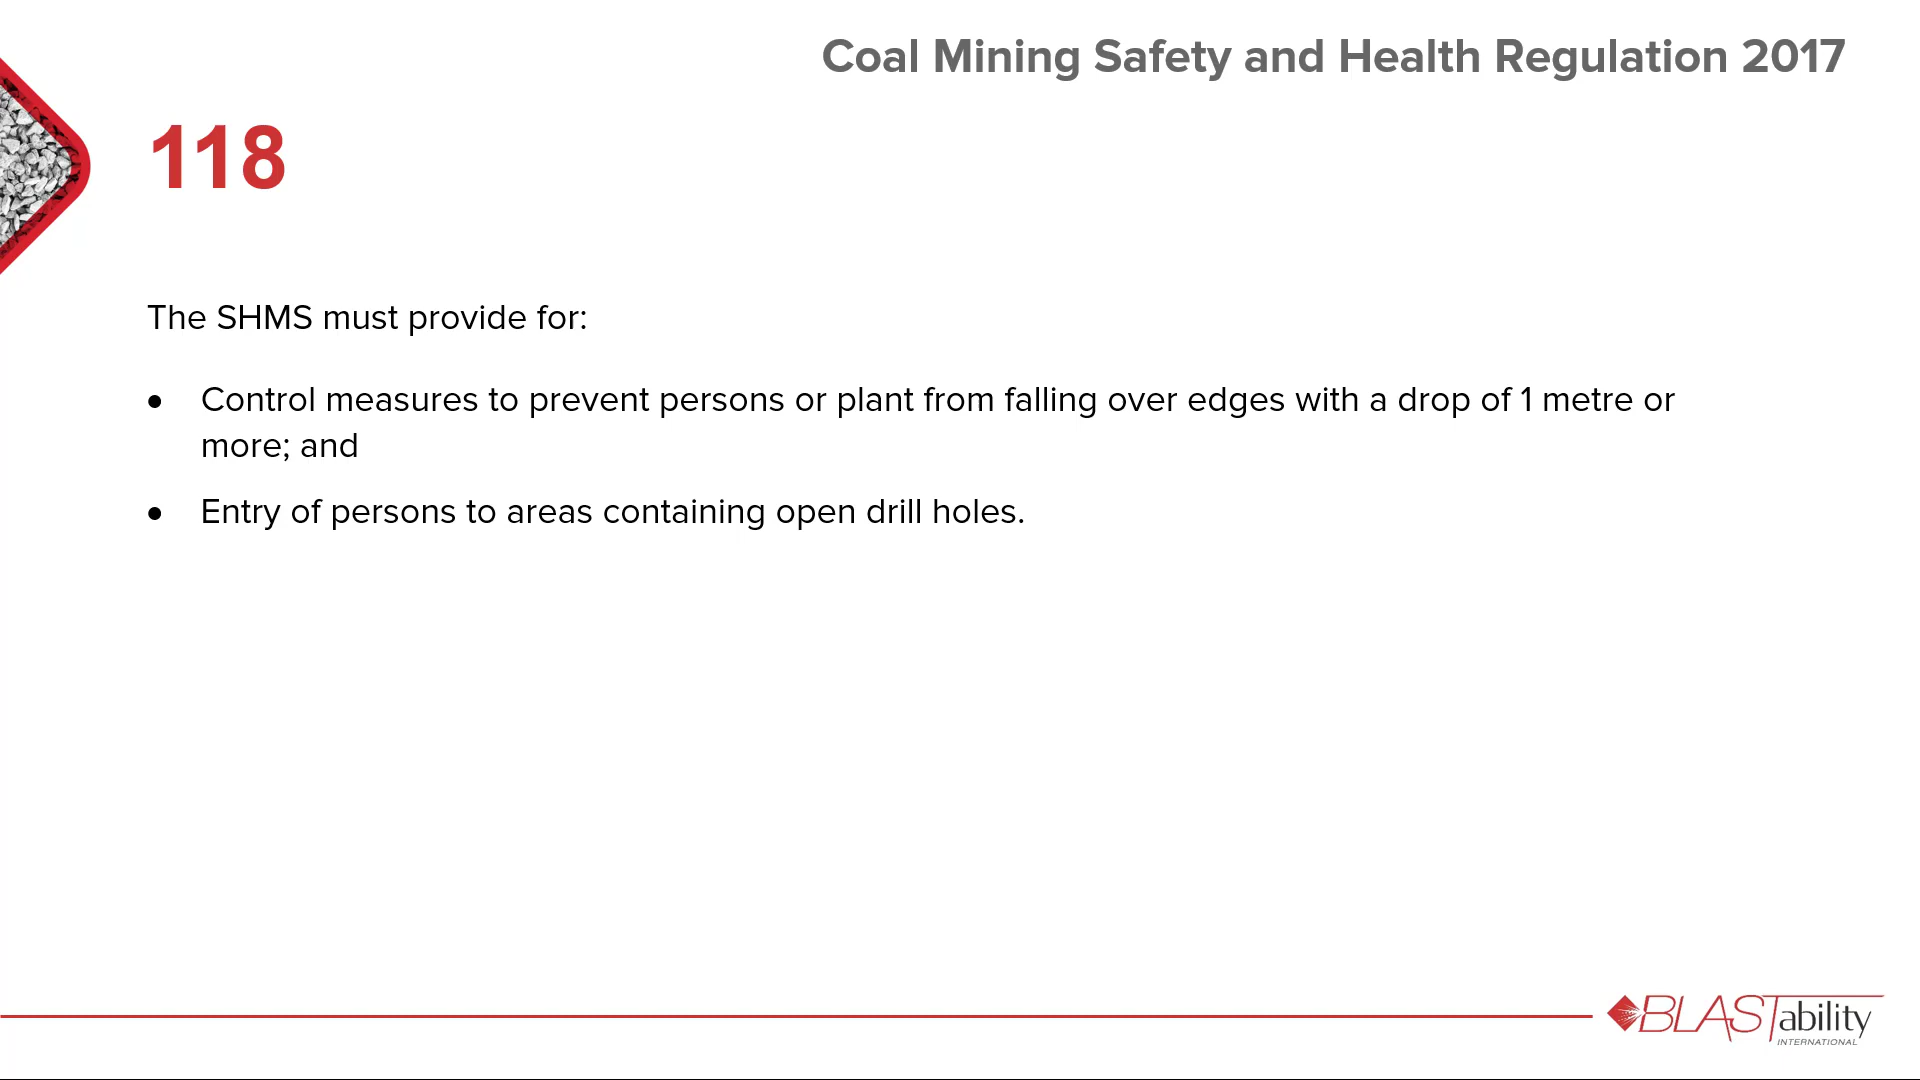 Coal Mining Safety and Health Regulation 2017
118
The SHMS must provide for:
● Control measures to prevent persons or plant from falling over edges with a drop of 1 metre or
more; and
● Entry of persons to areas containing open drill holes.
BLASTability
INTERNATIONAL